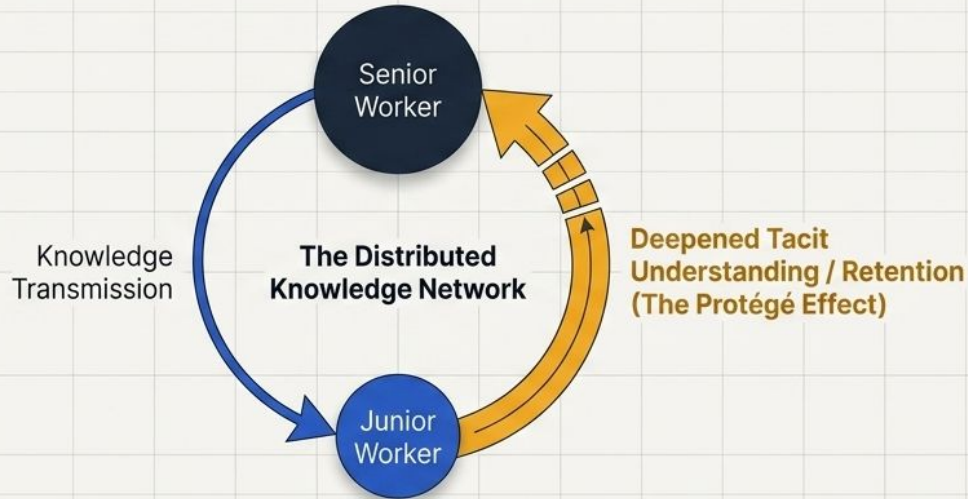 Senior
Worker
Knowledge
Transmission
The Distributed
Knowledge Network
Deepened Tacit
Understanding / Retention
(The Protégé Effect)
Junior
Worker